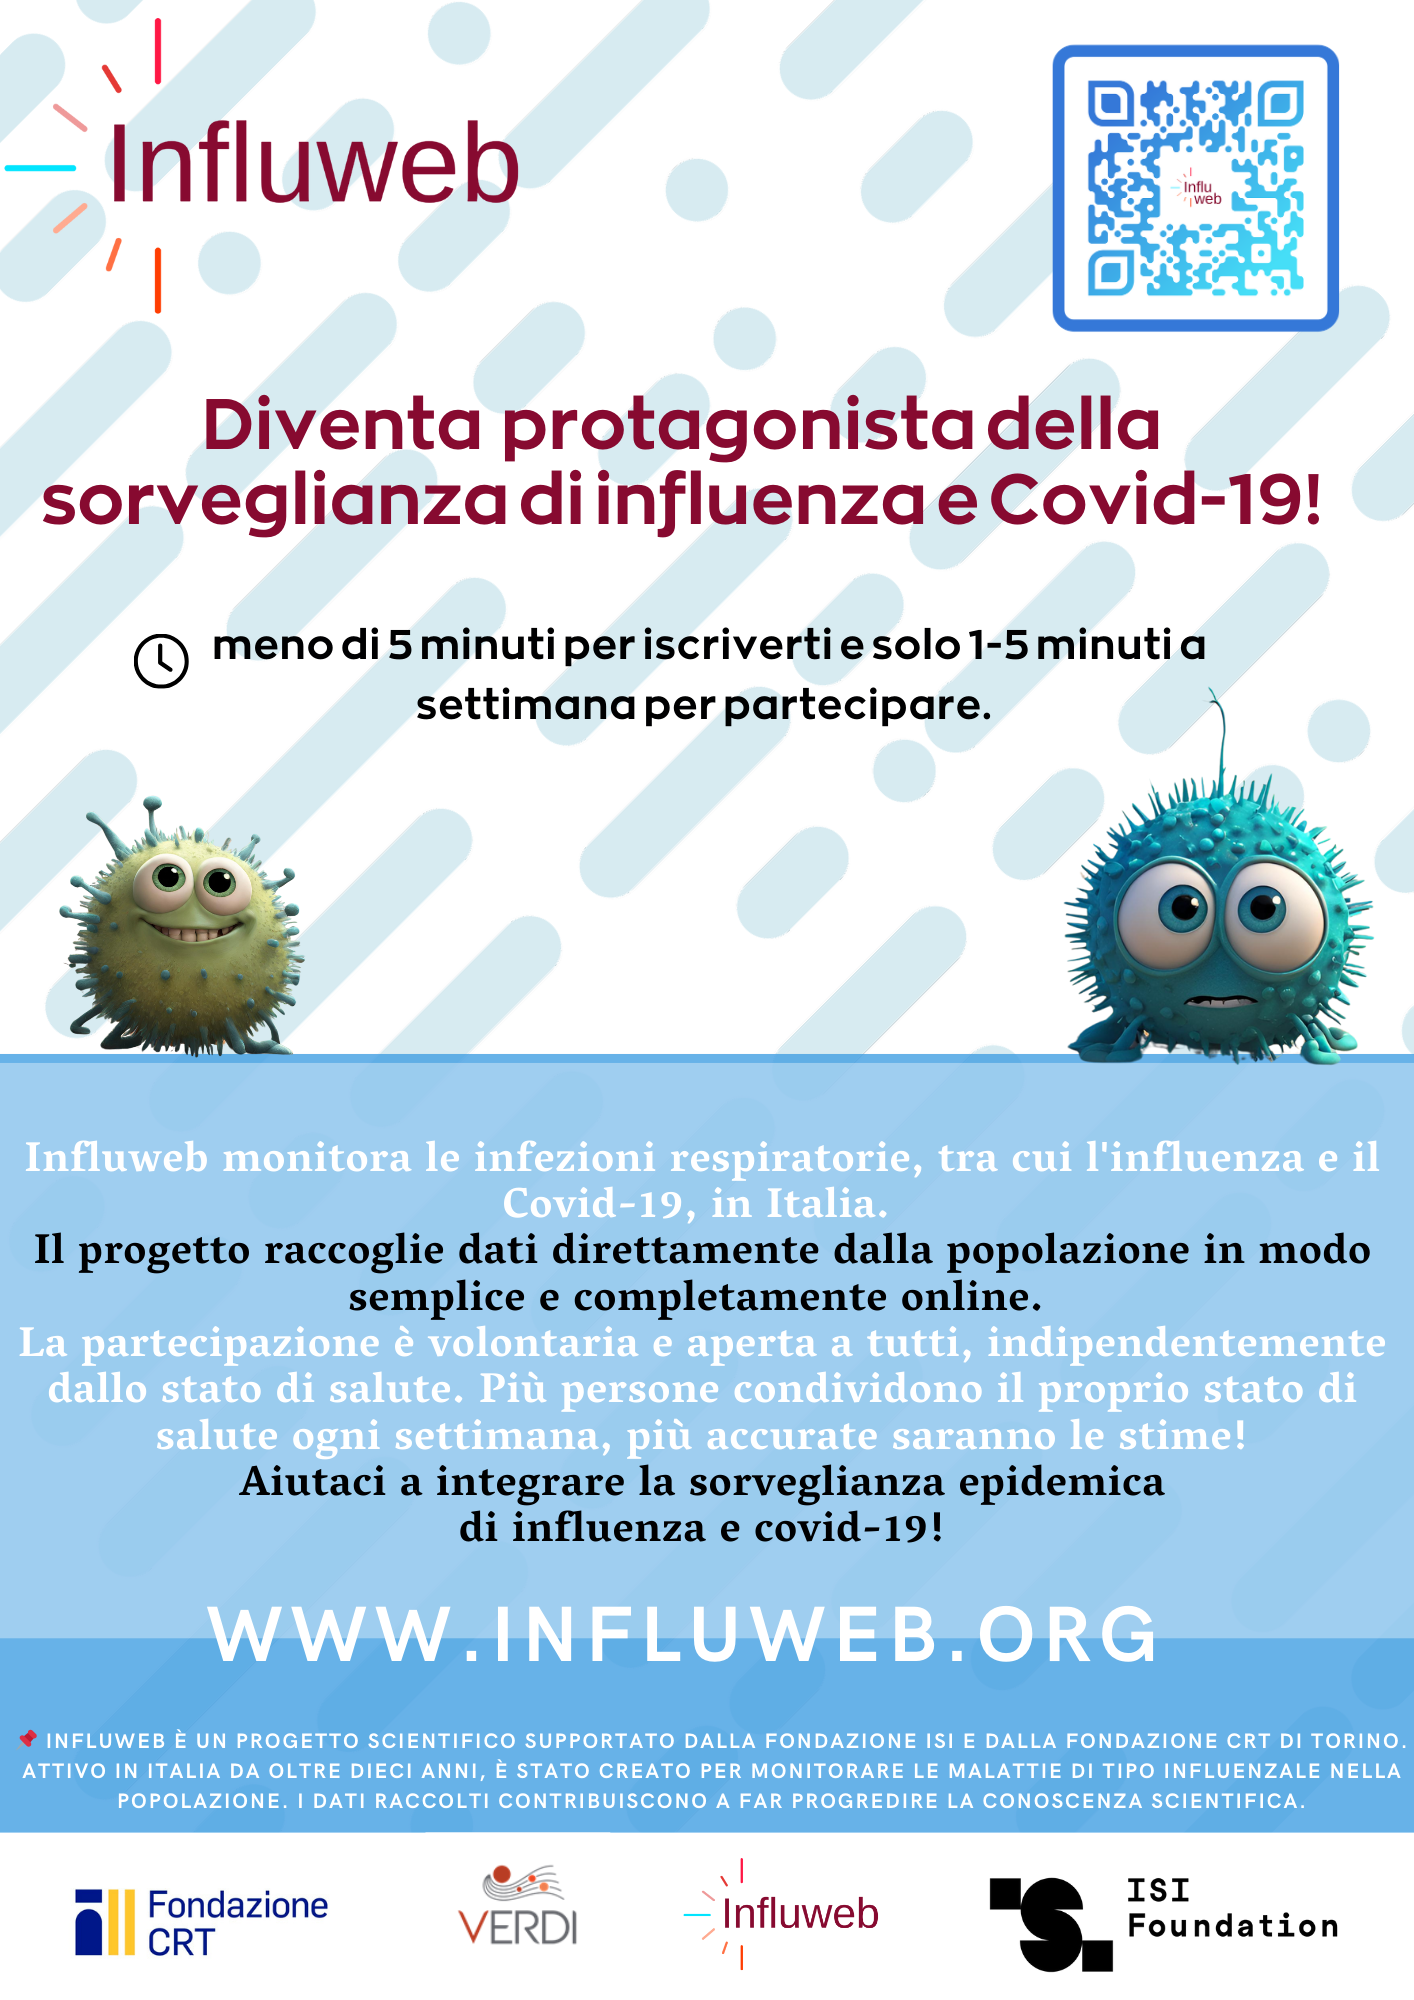 Influweb
Influ
web
Diventa protagonista della
sorveglianza di influenza e Covid-19!
meno di 5 minuti per iscriverti e solo 1-5 minuti a
settimana per partecipare.
Influweb monitora le infezioni respiratorie, tra cui l'influenza e il
Covid-19, in Italia.
Il progetto raccoglie dati direttamente dalla popolazione in modo
semplice e completamente online.
La partecipazione è volontaria e aperta a tutti, indipendentemente
dallo stato di salute. Più persone condividono il proprio stato di
salute ogni settimana, più accurate saranno le stime!
Aiutaci a integrare la sorveglianza epidemica
di influenza e covid-19!
WWW.INFLUWEB.ORG
INFLUWEB È UN PROGETTO SCIENTIFICO SUPPORTATO DALLA FONDAZIONE ISI E DALLA FONDAZIONE CRT DI TORINO.
ATTIVO IN ITALIA DA OLTRE DIECI ANNI, È STATO CREATO PER MONITORARE LE MALATTIE DI TIPO INFLUENZALE NELLA
POPOLAZIONE. I DATI RACCOLTI CONTRIBUISCONO A FAR PROGREDIRE LA CONOSCENZA SCIENTIFICA.
Fondazione
CRT
VERDI
Influweb
ISI
Foundation